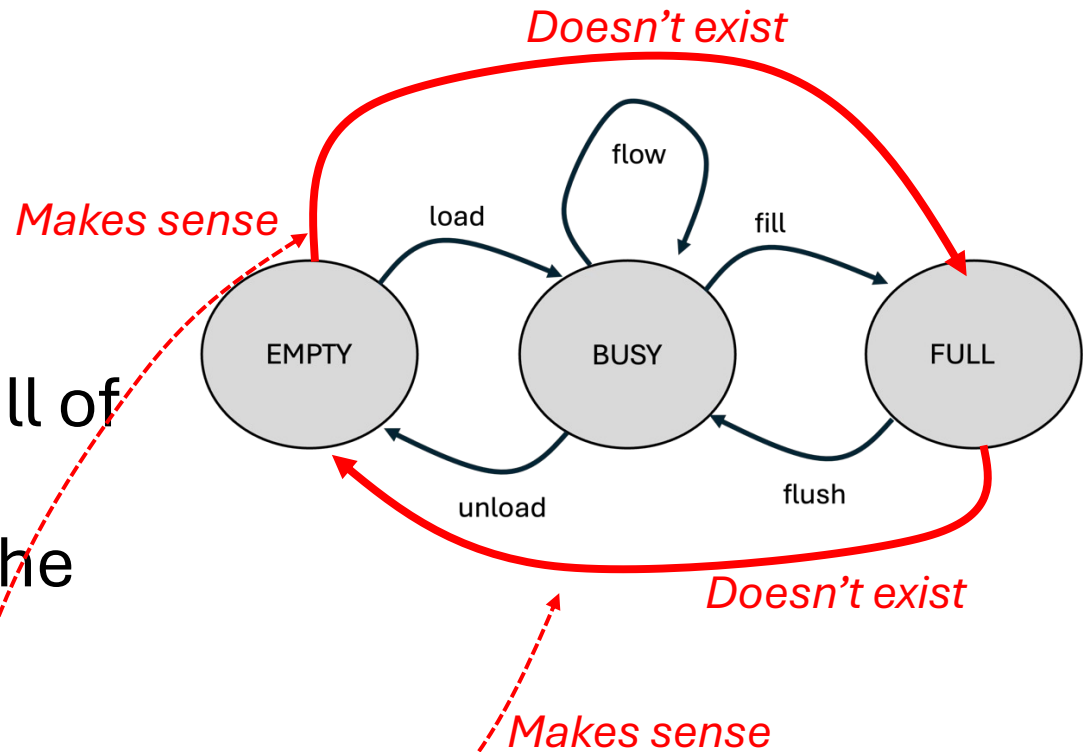 Doesn't exist
flow
Makes sense
load
fill
EMPTY
BUSY
FULL
ll of
unload
flush
he
Doesn't exist
Makes sense